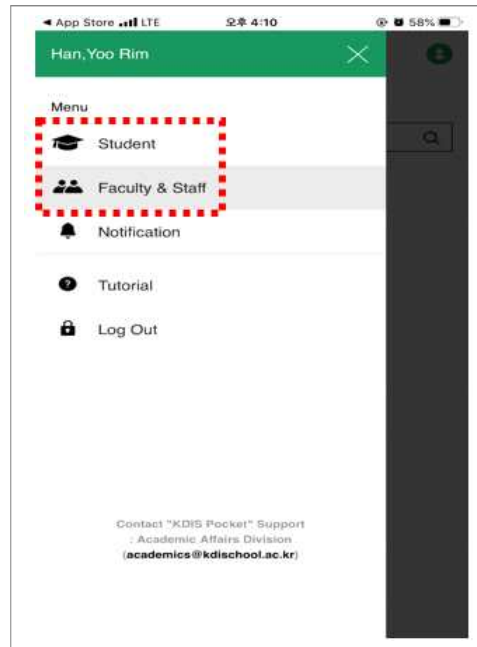 ◀ App Store LTE 오후 4:10 58%
Han,Yoo Rim
Menu
Student
Faculty & Staff
Notification
Tutorial
Log Out
Contact "KDIS Pocket" Support
: Academic Affairs Division
(academics@kdischool.ac.kr)